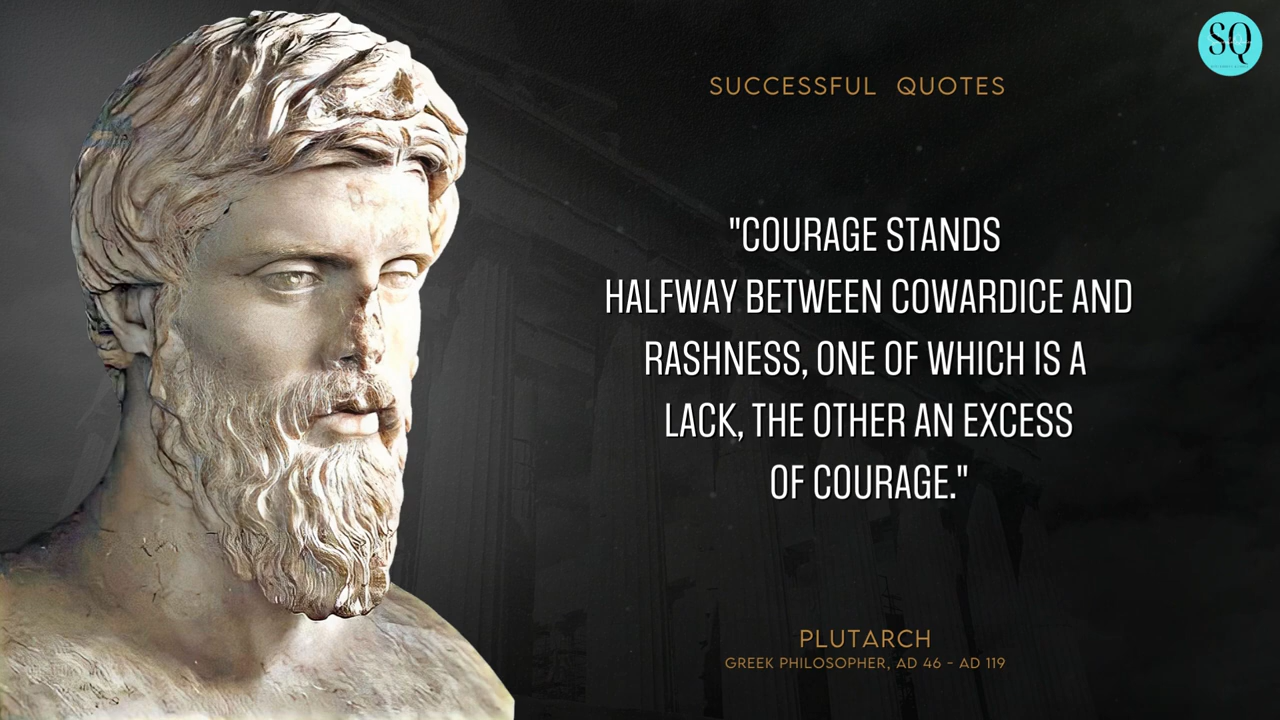 SQ
SUCCESSFUL QUOTES
"COURAGE STANDS
HALFWAY BETWEEN COWARDICE AND
RASHNESS, ONE OF WHICH IS A
LACK, THE OTHER AN EXCESS
OF COURAGE."
PLUTARCH
GREEK PHILOSOPHER, AD 46 - AD 119